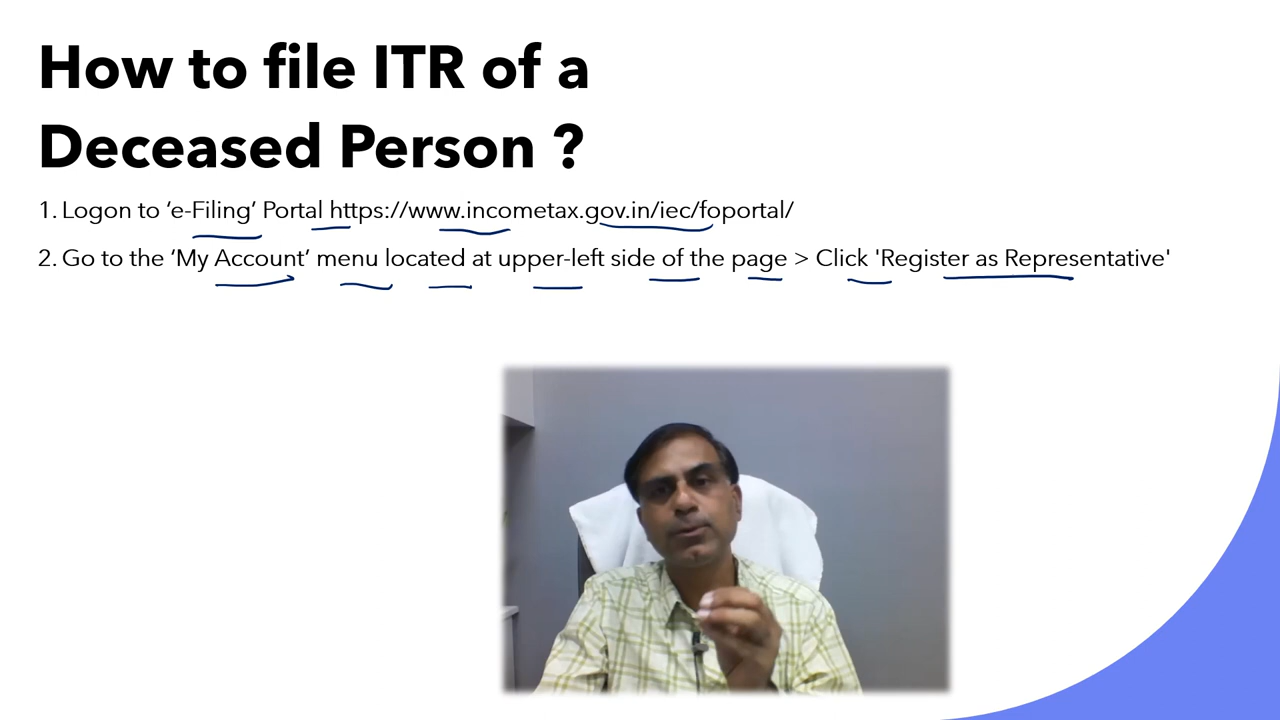 How to file ITR of a
Deceased Person ?
1. Logon to ‘e-Filing’ Portal https://www.incometax.gov.in/iec/foportal/
2. Go to the ‘My Account’ menu located at upper-left side of the page > Click 'Register as Representative'